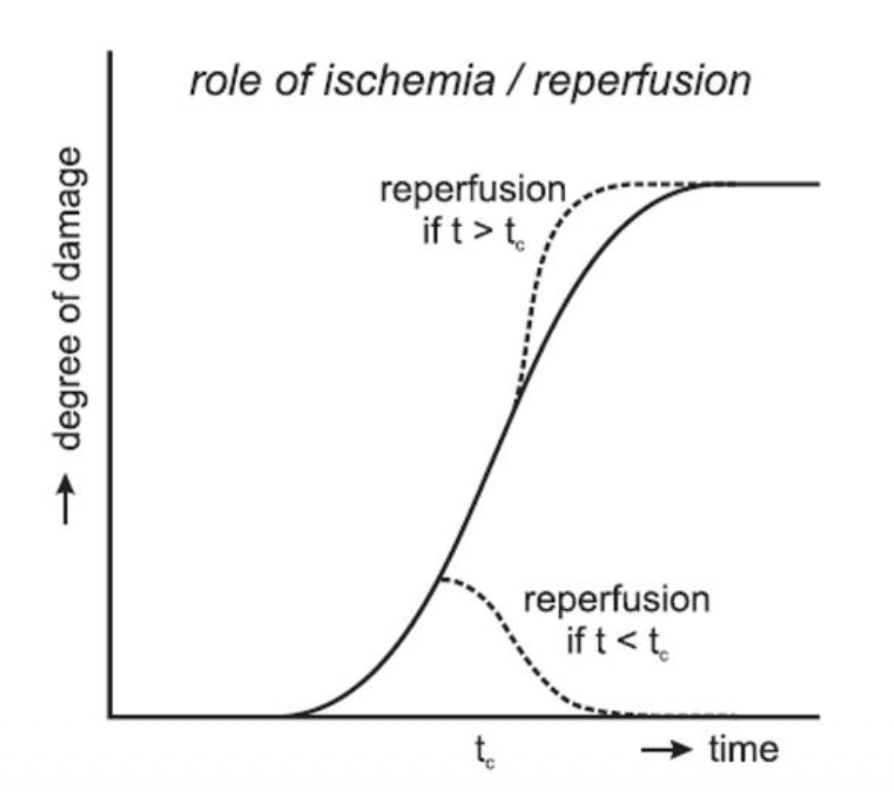 role of ischemia / reperfusion
reperfusion
if t > tc
degree of damage
reperfusion
if t < tc
tc
time